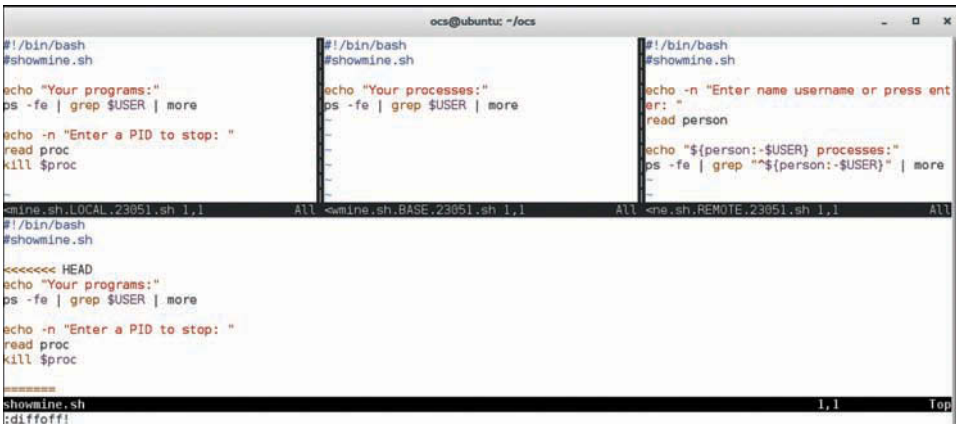 ocs@ubuntu: ~/ocs
#!/bin/bash
#showmine.sh
echo "Your programs:"
ps -fe | grep $USER | more
echo -n "Enter a PID to stop: "
read proc
kill $proc
~
<mine.sh.LOCAL.23051.sh 1,1 All
#!/bin/bash
#showmine.sh
echo "Your processes:"
ps -fe | grep $USER | more
~
~
~
~
~
~
<wmine.sh.BASE.23051.sh 1,1 All
#!/bin/bash
#showmine.sh
echo -n "Enter name username or press ent
er: "
read person
echo "${person:-$USER} processes:"
ps -fe | grep "^${person:-$USER}" | more
~
<ne.sh.REMOTE.23051.sh 1,1 All
#!/bin/bash
#showmine.sh
<<<<<<< HEAD
echo "Your programs:"
ps -fe | grep $USER | more
echo -n "Enter a PID to stop: "
read proc
kill $proc
=======
showmine.sh 1,1 Top
:diffoff!